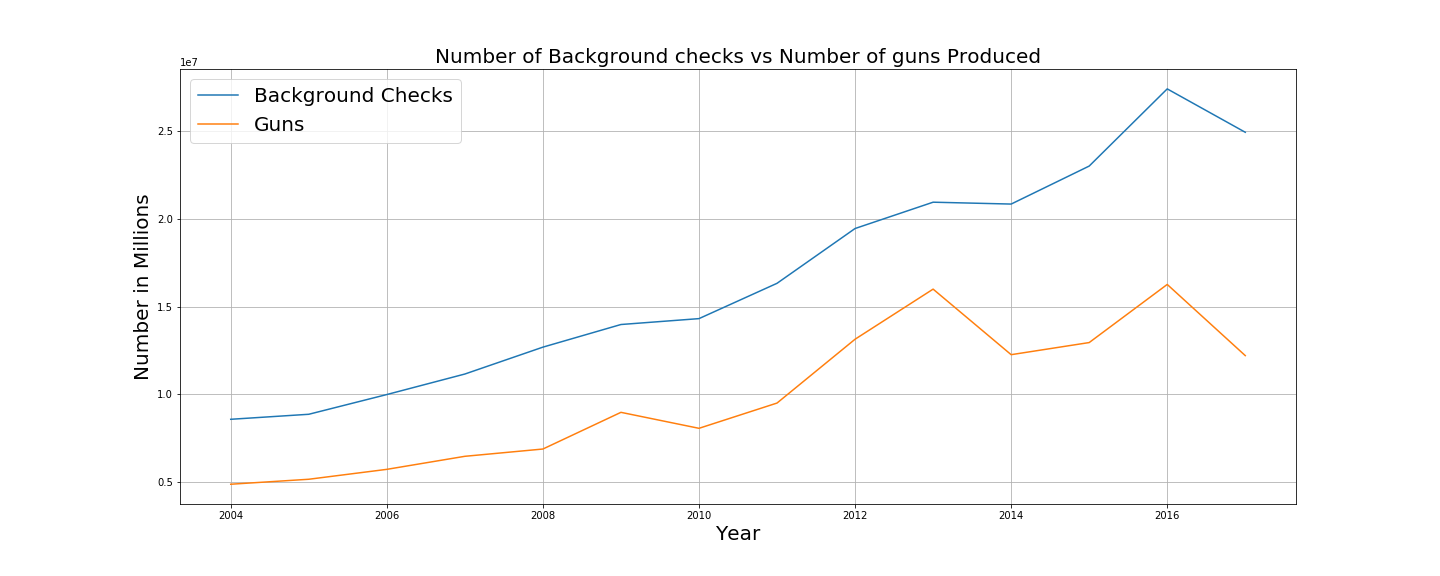 Number of Background checks vs Number of guns Produced
1e7
Background Checks
Guns
2.5
2.0
1.5
1.0
0.5
Number in Millions
2004 2006 2008 2010 2012 2014 2016
Year